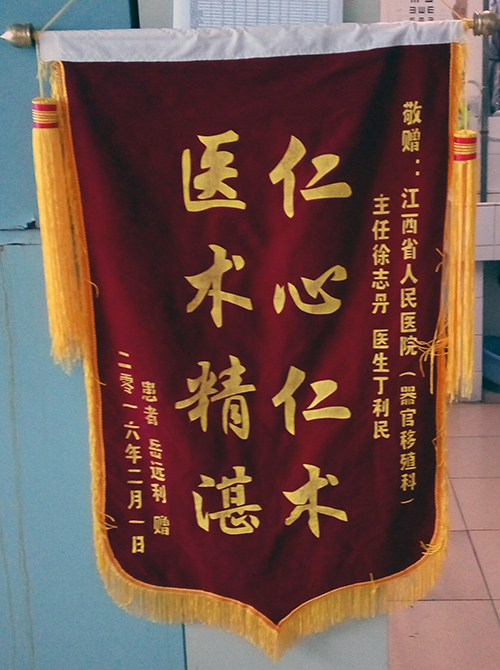 敬赠：江西省人民医院（器官移殖科）
主任徐志丹 医生丁利民
仁心仁术
医术精湛
患者 岳远利 赠
二零一六年二月一日